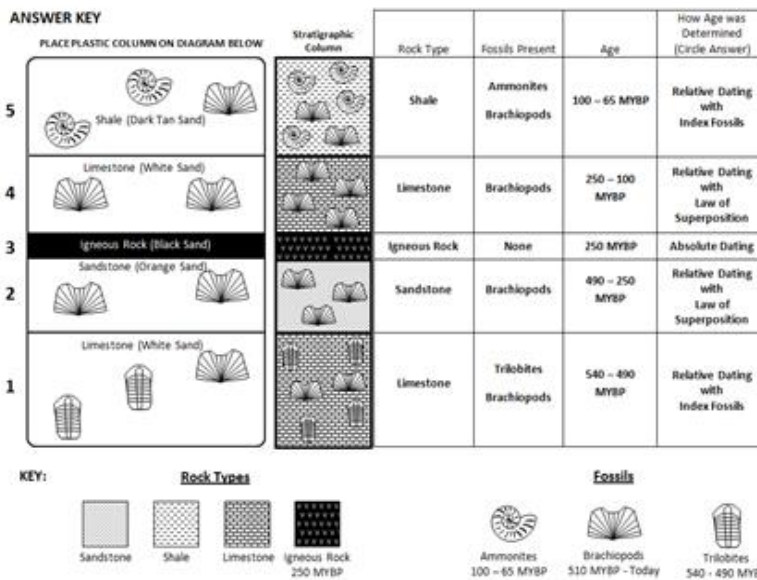 ANSWER KEY
PLACE PLASTIC COLUMN ON DIAGRAM BELOW
Stratigraphic
Column
Rock Type
Fossils Present
Age
How Age was
Determined
(Circle Answer)
5
Shale (Dark Tan Sand)
Shale
Ammonites
Brachiopods
100 – 65 MYBP
Relative Dating
with
Index Fossils
4
Limestone (White Sand)
Limestone
Brachiopods
250 – 100
MYBP
Relative Dating
with
Law of
Superposition
3
Igneous Rock (Black Sand)
Igneous Rock
None
250 MYBP
Absolute Dating
2
Sandstone (Orange Sand)
Sandstone
Brachiopods
490 – 250
MYBP
Relative Dating
with
Law of
Superposition
1
Limestone (White Sand)
Limestone
Trilobites
Brachiopods
540 – 490
MYBP
Relative Dating
with
Index Fossils
KEY:
Rock Types
Sandstone
Shale
Limestone
Igneous Rock
250 MYBP
Fossils
Ammonites
100 – 65 MYBP
Brachiopods
510 MYBP - Today
Trilobites
540 - 490 MYB